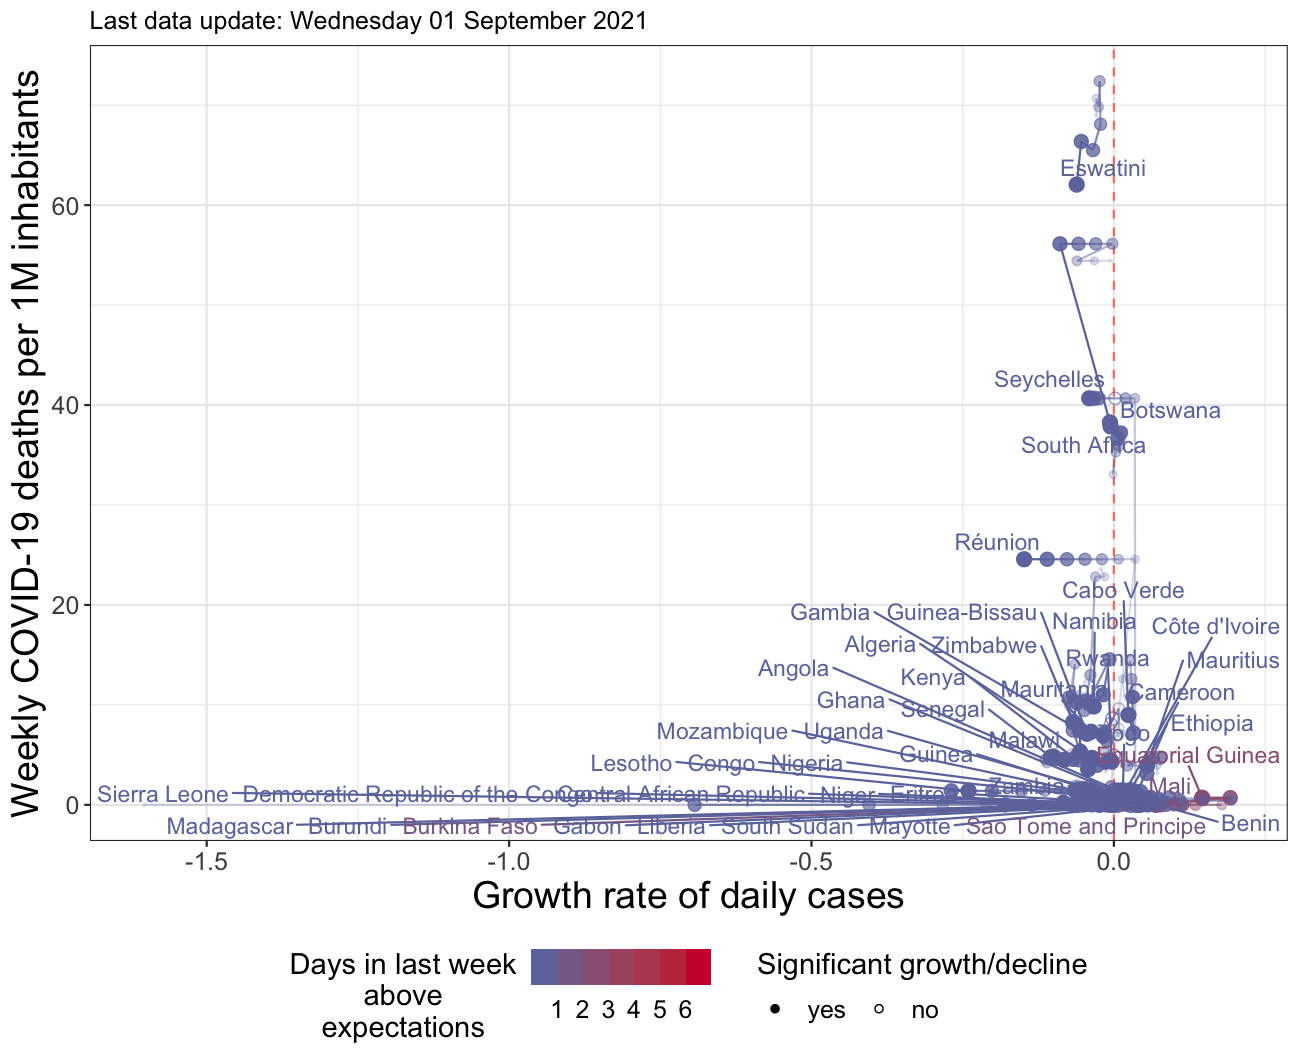 Last data update: Wednesday 01 September 2021
Weekly COVID-19 deaths per 1M inhabitants
60
40
20
0
Eswatini
Seychelles
Botswana
South Africa
Réunion
Cabo Verde
Gambia
Guinea-Bissau
Namibia
Côte d'Ivoire
Algeria
Zimbabwe
Rwanda
Mauritius
Angola
Kenya
Mauritania
Cameroon
Ghana
Senegal
Ethiopia
Mozambique
Uganda
Malawi
Togo
Guinea
Equatorial Guinea
Lesotho
Congo
Nigeria
Zambia
Mali
Sierra Leone
Democratic Republic of the Congo
Central African Republic
Niger
Eritrea
Madagascar
Burundi
Burkina Faso
Gabon
Liberia
South Sudan
Mayotte
Sao Tome and Principe
Benin
-1.5
-1.0
-0.5
0.0
Growth rate of daily cases
Days in last week
above
expectations
1 2 3 4 5 6
Significant growth/decline
yes
no